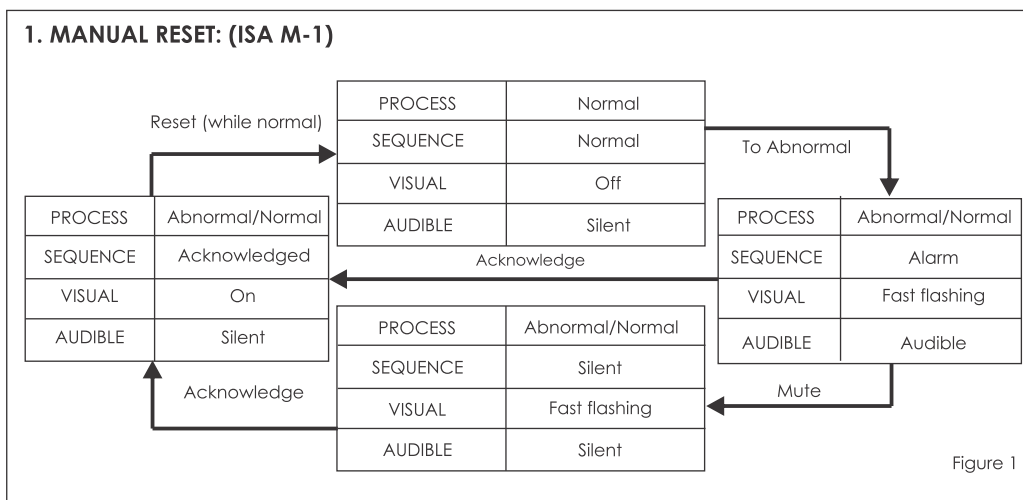 1. MANUAL RESET: (ISA M-1)
PROCESS Normal
SEQUENCE Normal
VISUAL Off
AUDIBLE Silent
Reset (while normal)
To Abnormal
PROCESS Abnormal/Normal
SEQUENCE Acknowledged
VISUAL On
AUDIBLE Silent
Acknowledge
PROCESS Abnormal/Normal
SEQUENCE Alarm
VISUAL Fast flashing
AUDIBLE Audible
PROCESS Abnormal/Normal
SEQUENCE Silent
VISUAL Fast flashing
AUDIBLE Silent
Acknowledge
Mute
Figure 1